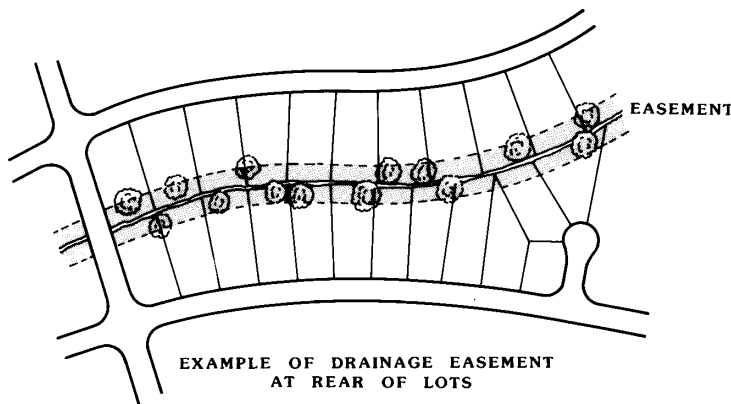 EASEMENT
EXAMPLE OF DRAINAGE EASEMENT
AT REAR OF LOTS